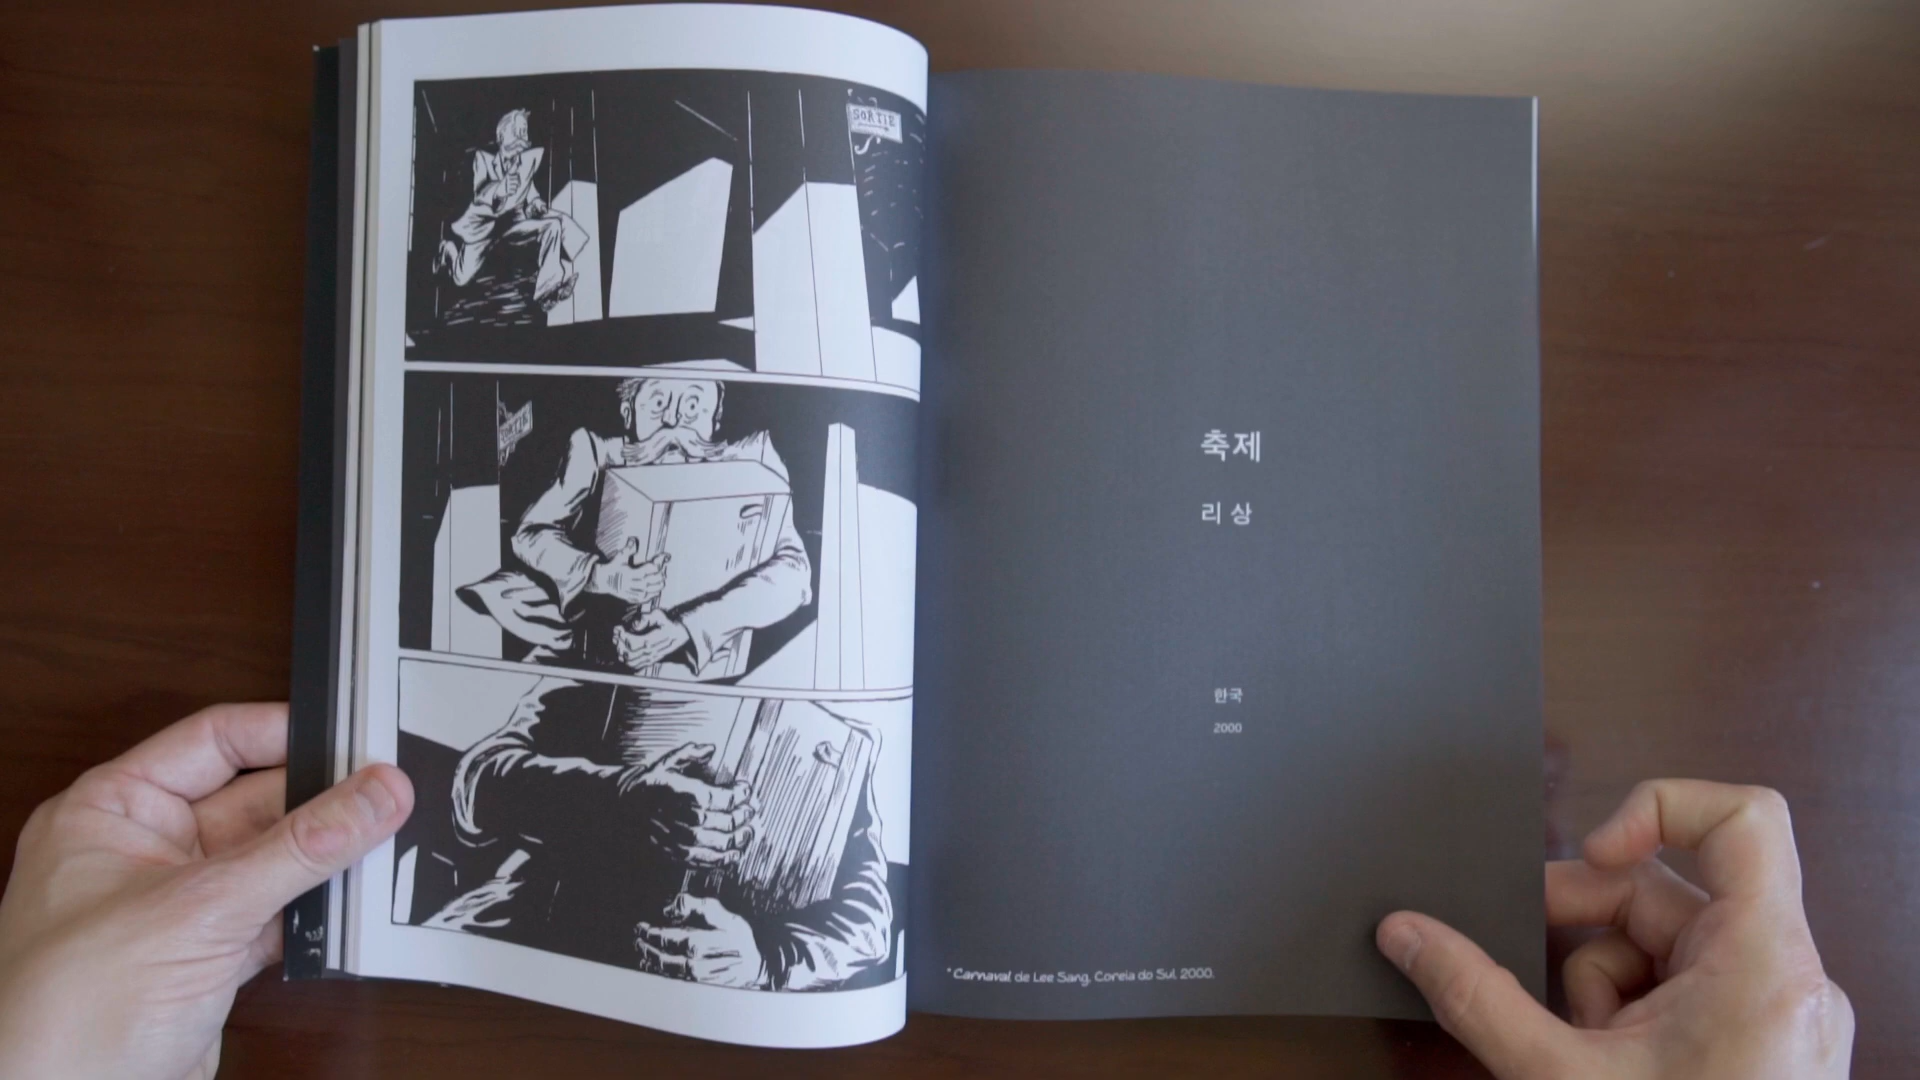 SORTIE
SORTIE
축제
리 상
한국
2000
* Carnaval de Lee Sang, Coreia do Sul, 2000.